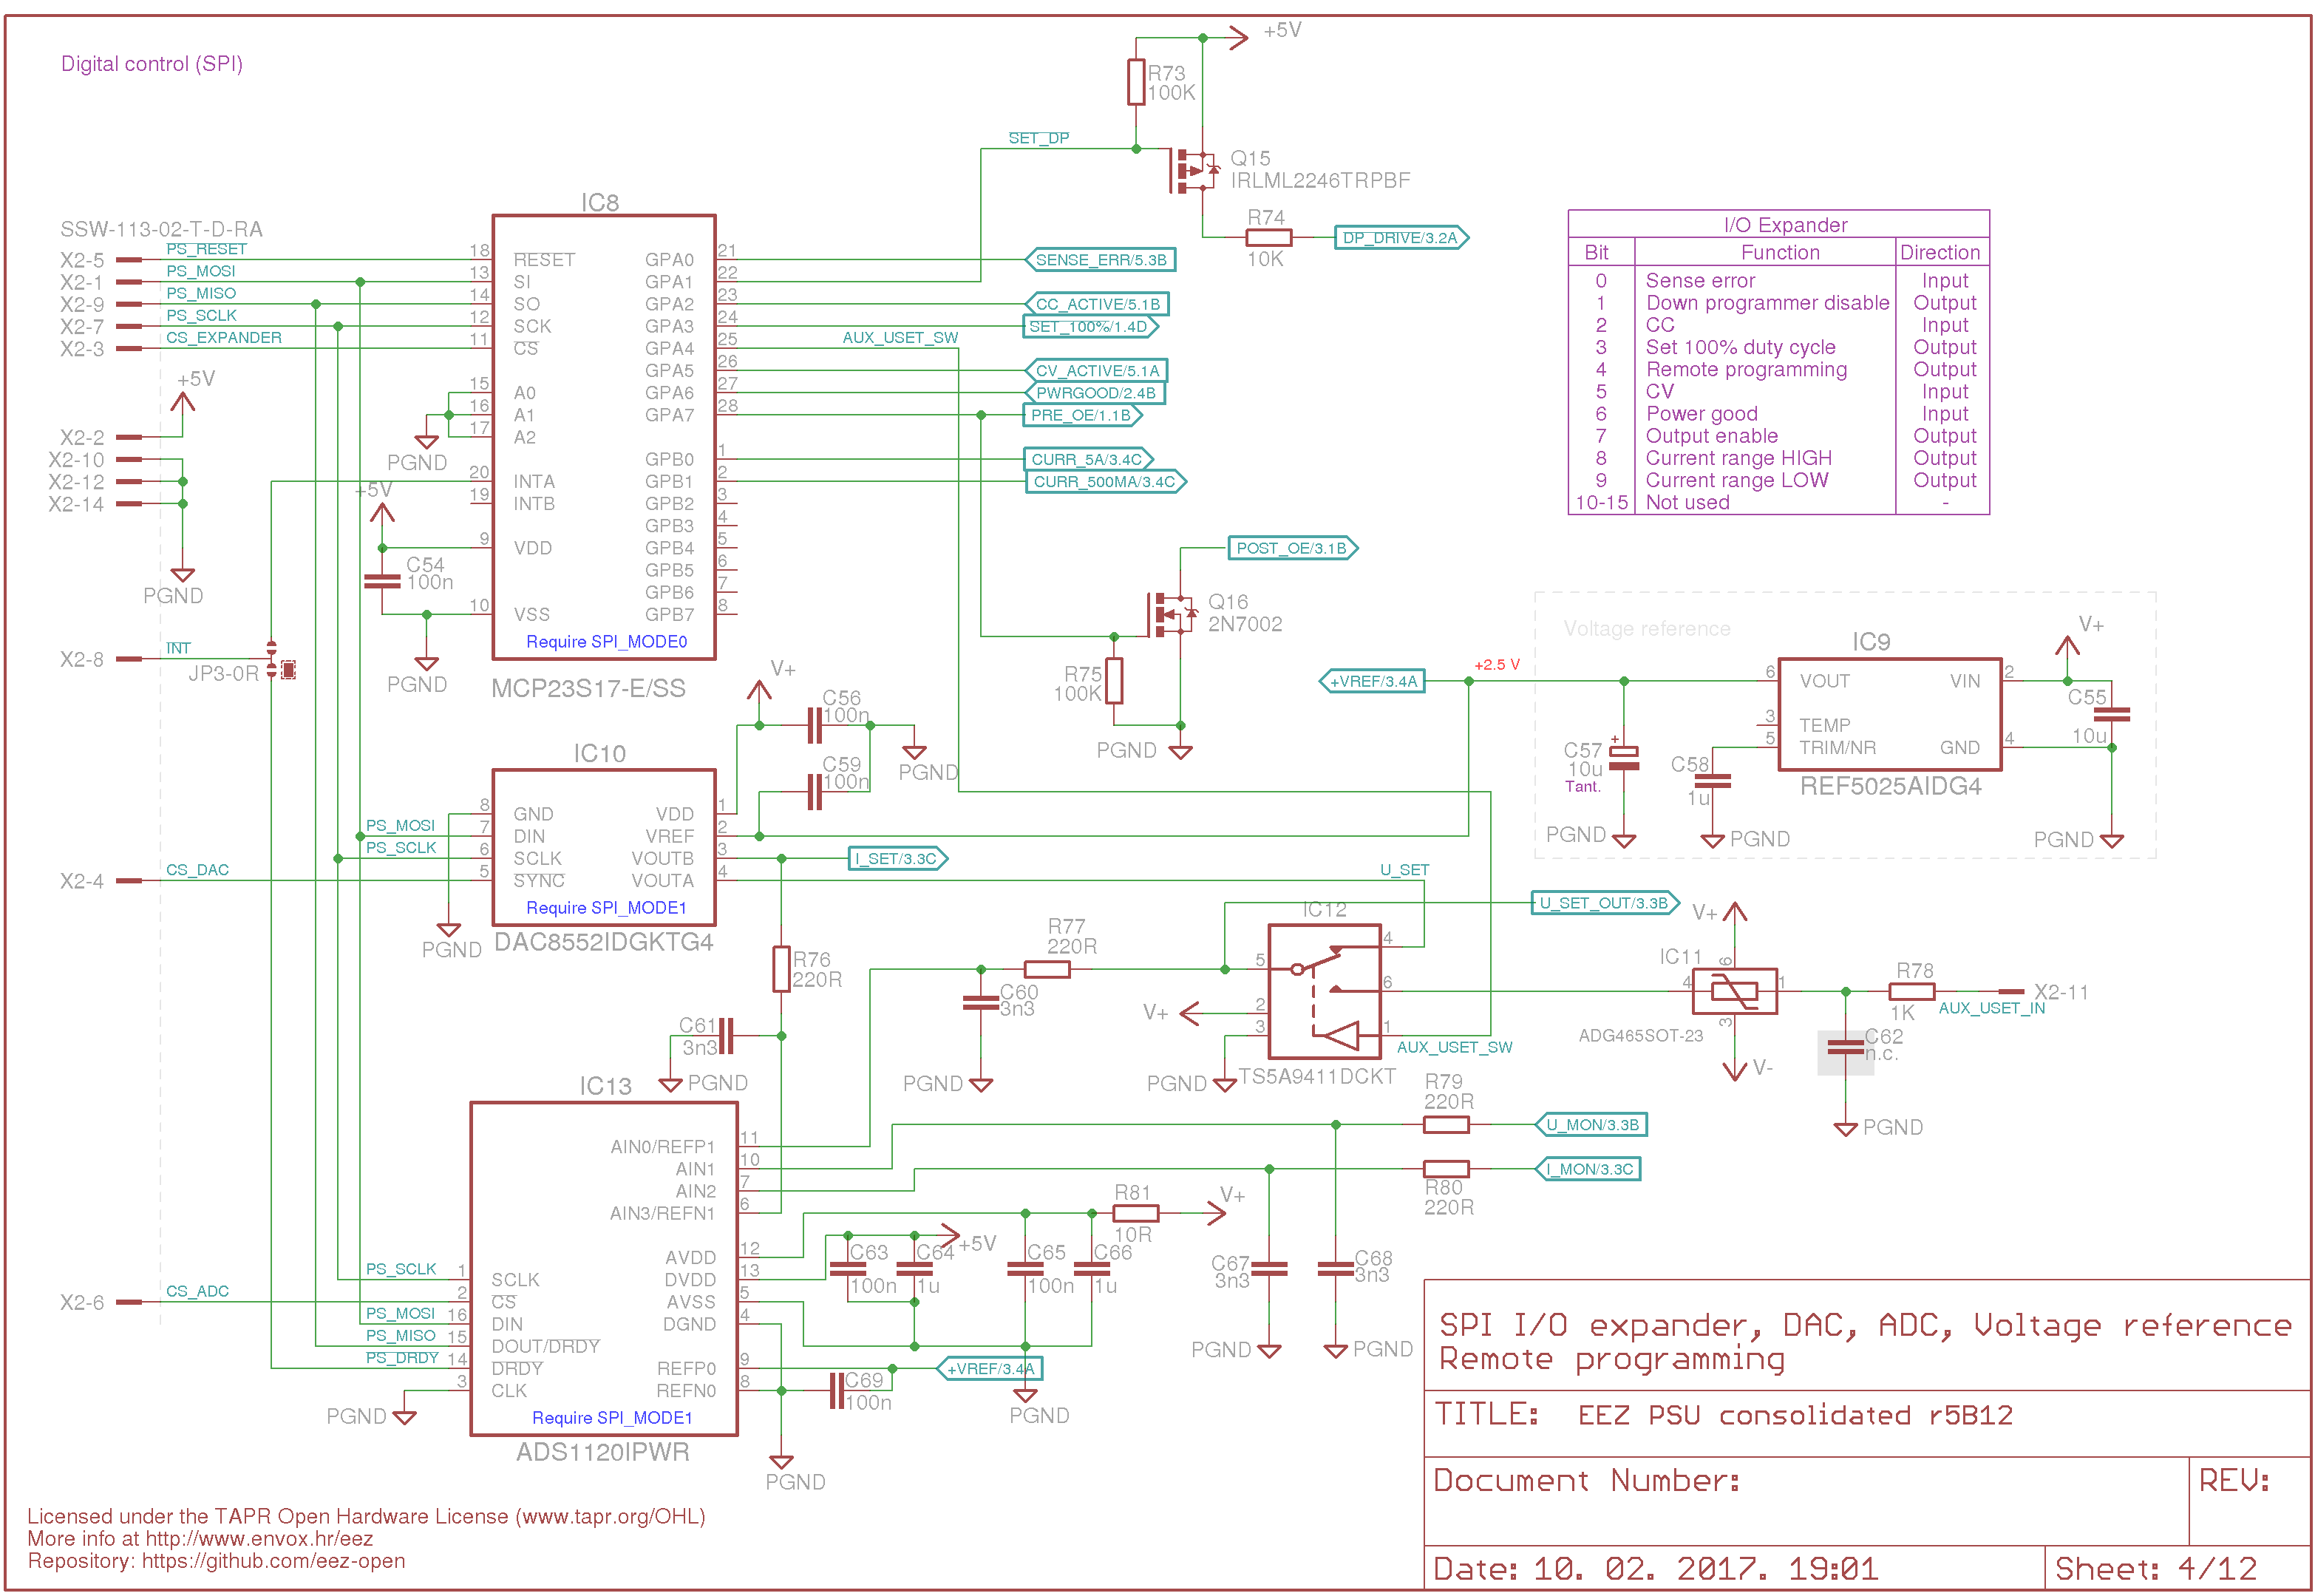 Digital control (SPI)
+5V
R73
100K
SET_DP
Q15
IRLML2246TRPBF
R74
10K
DP_DRIVE/3.2A
SSW-113-02-T-D-RA
X2-5
PS_RESET
X2-1
PS_MOSI
X2-9
PS_MISO
X2-7
PS_SCLK
X2-3
CS_EXPANDER
+5V
X2-2
X2-10
X2-12
X2-14
PGND
X2-8
INT
JP3-0R
IC8
18 RESET GPA0 21
13 SI GPA1 22
14 SO GPA2 23
12 SCK GPA3 24
11 CS GPA4 25
GPA5 26
15 A0 GPA6 27
16 A1 GPA7 28
17 A2
GPB0 1
20 INTA GPB1 2
19 INTB GPB2 3
GPB3 4
9 VDD GPB4 5
GPB5 6
GPB6 7
10 VSS GPB7 8
Require SPI_MODE0
MCP23S17-E/SS
PGND
+5V
C54
100n
PGND
SENSE_ERR/5.3B
CC_ACTIVE/5.1B
SET_100%/1.4D
AUX_USET_SW
CV_ACTIVE/5.1A
PWRGOOD/2.4B
PRE_OE/1.1B
CURR_5A/3.4C
CURR_500MA/3.4C
I/O Expander
Bit Function Direction
0 Sense error Input
1 Down programmer disable Output
2 CC Input
3 Set 100% duty cycle Output
4 Remote programming Output
5 CV Input
6 Power good Input
7 Output enable Output
8 Current range HIGH Output
9 Current range LOW Output
10-15 Not used -
POST_OE/3.1B
Q16
2N7002
R75
100K
PGND
Voltage reference
IC9
V+
+2.5 V
+VREF/3.4A
6 VOUT VIN 2
3 TEMP
5 TRIM/NR GND 4
REF5025AIDG4
C55
10u
C57
+
10u
Tant.
C58
1u
PGND
PGND
PGND
V+
C56
100n
C59
100n
PGND
IC10
8 GND VDD 1
PS_MOSI 7 DIN VREF 2
PS_SCLK 6 SCLK VOUTB 3
5 SYNC VOUTA 4
Require SPI_MODE1
DAC8552IDGKTG4
PGND
X2-4
CS_DAC
I_SET/3.3C
U_SET
U_SET_OUT/3.3B
IC12
4
5
6
2
3
1
V+
PGND
TS5A9411DCKT
AUX_USET_SW
R77
220R
C60
3n3
PGND
R76
220R
C61
3n3
PGND
V+
IC11
6
4
1
3
ADG465SOT-23
V-
R78
1K
X2-11
AUX_USET_IN
C62
n.c.
PGND
IC13
AIN0/REFP1 11
AIN1 10
AIN2 7
AIN3/REFN1 6
AVDD 12
PS_SCLK 1 SCLK DVDD 13
2 CS AVSS 5
PS_MOSI 16 DIN DGND 4
PS_MISO 15 DOUT/DRDY
PS_DRDY 14 DRDY REFP0 9
3 CLK REFN0 8
Require SPI_MODE1
ADS1120IPWR
PGND
X2-6
CS_ADC
R79
220R
U_MON/3.3B
R80
220R
I_MON/3.3C
R81
10R
V+
+5V
C63
100n
C64
1u
C65
100n
C66
1u
C67
3n3
C68
3n3
PGND
PGND
+VREF/3.4A
C69
100n
PGND
PGND
SPI I/O expander, DAC, ADC, Voltage reference
Remote programming
TITLE: EEZ PSU consolidated r5B12
Document Number:
REV:
Date: 10. 02. 2017. 19:01
Sheet: 4/12
Licensed under the TAPR Open Hardware License (www.tapr.org/OHL)
More info at http://www.envox.hr/eez
Repository: https://github.com/eez-open